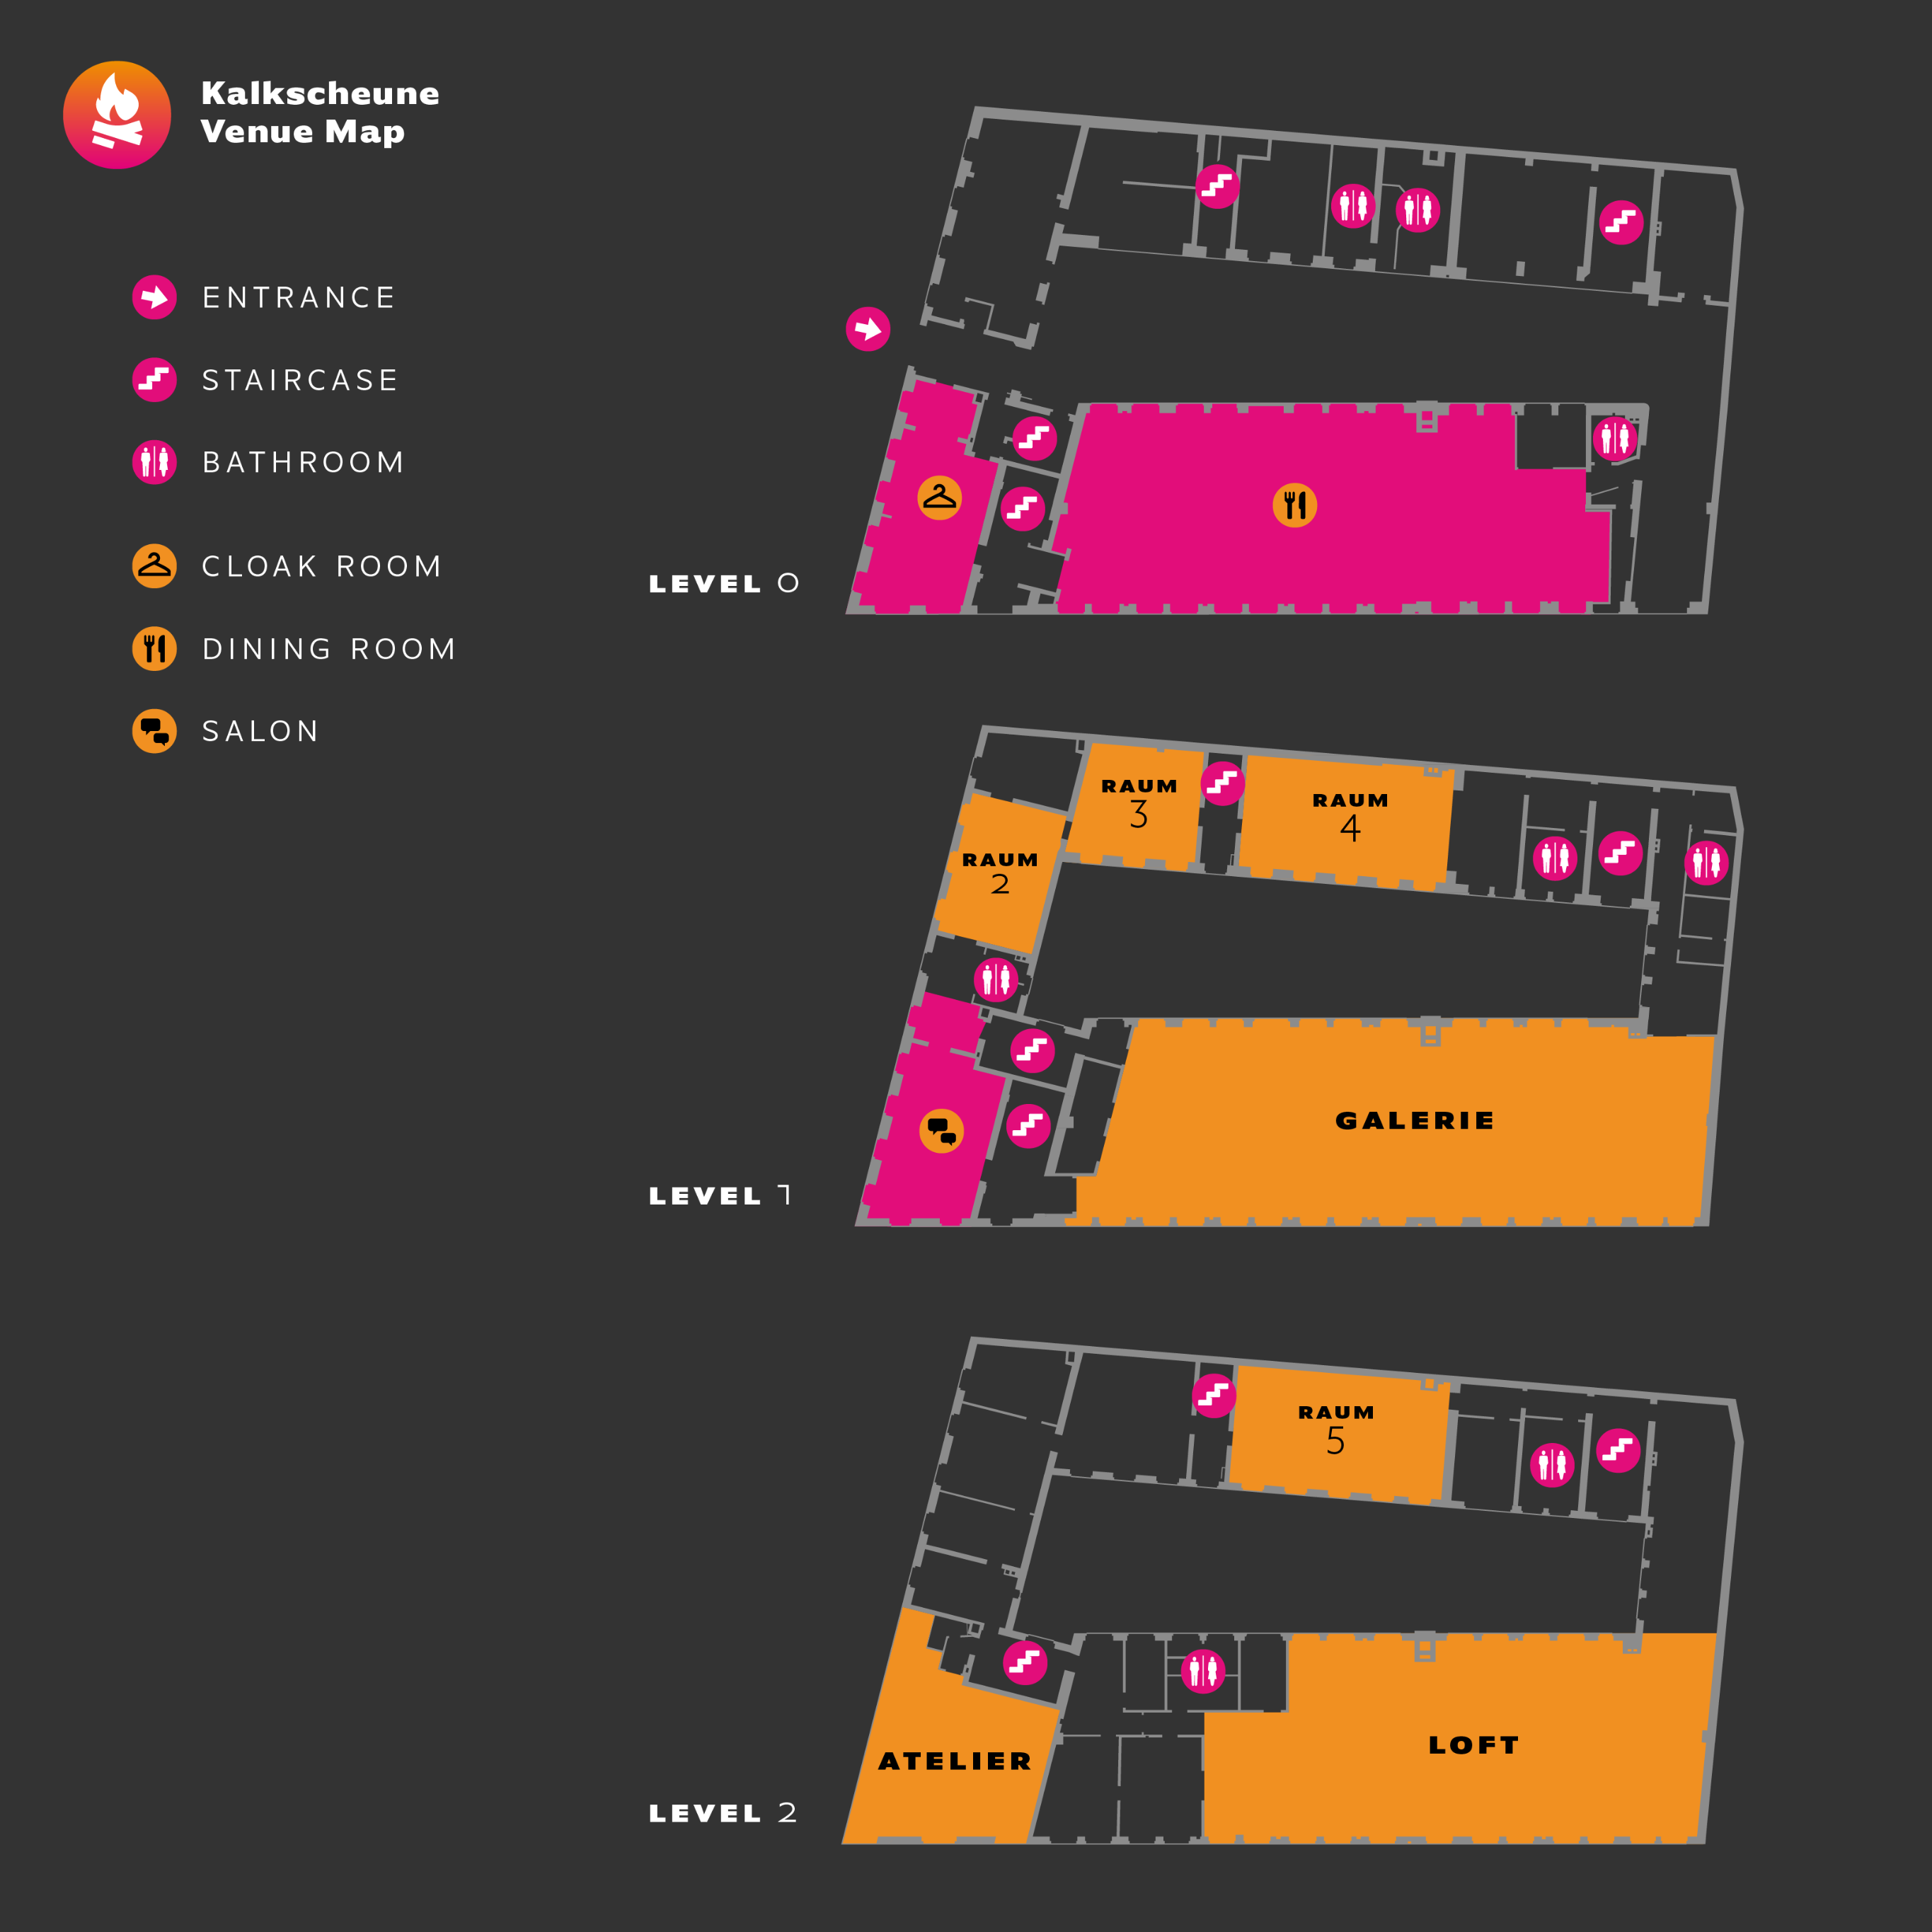 Kalkscheune
Venue Map
ENTRANCE
STAIRCASE
BATHROOM
CLOAK ROOM
DINING ROOM
SALON
LEVEL 0
RAUM
3
RAUM
4
RAUM
2
GALERIE
LEVEL 1
RAUM
5
LOFT
ATELIER
LEVEL 2